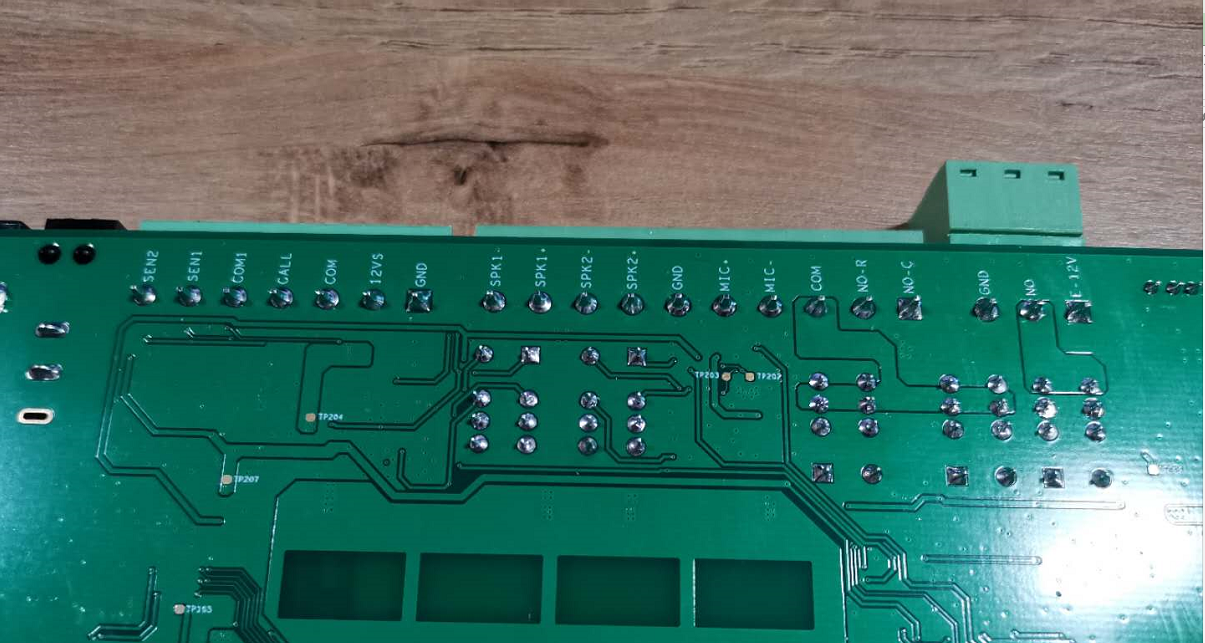 SEN2
SEN1
COM1
CALL
COM
12VS
GND
SPK1-
SPK1+
SPK2-
SPK2+
GND
MIC+
MIC-
COM
NO-R
NO-C
GND
NO
E-12V
TP203
TP202
TP204
TP207